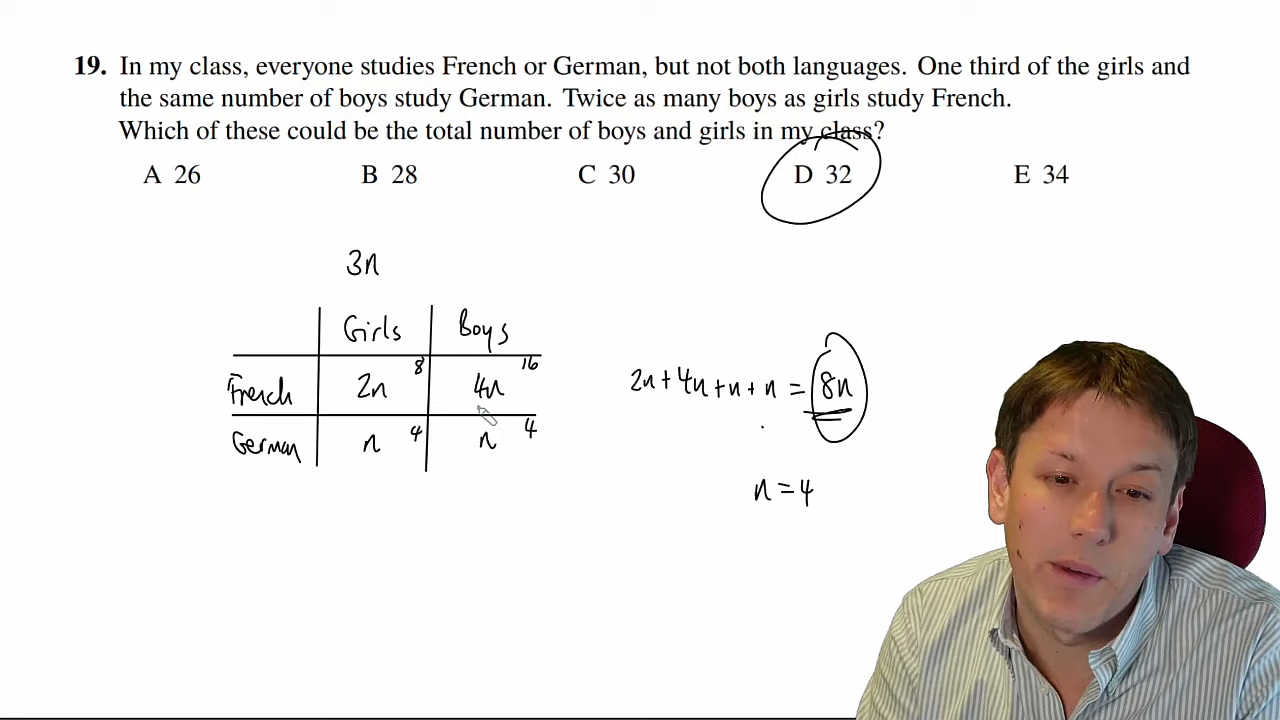 19. In my class, everyone studies French or German, but not both languages. One third of the girls and
the same number of boys study German. Twice as many boys as girls study French.
Which of these could be the total number of boys and girls in my class?
A 26 B 28 C 30 D 32 E 34
3n
Girls Boys
French 2n 8 4n 16
German n 4 n 4
2n + 4n + n + n = 8n
n = 4